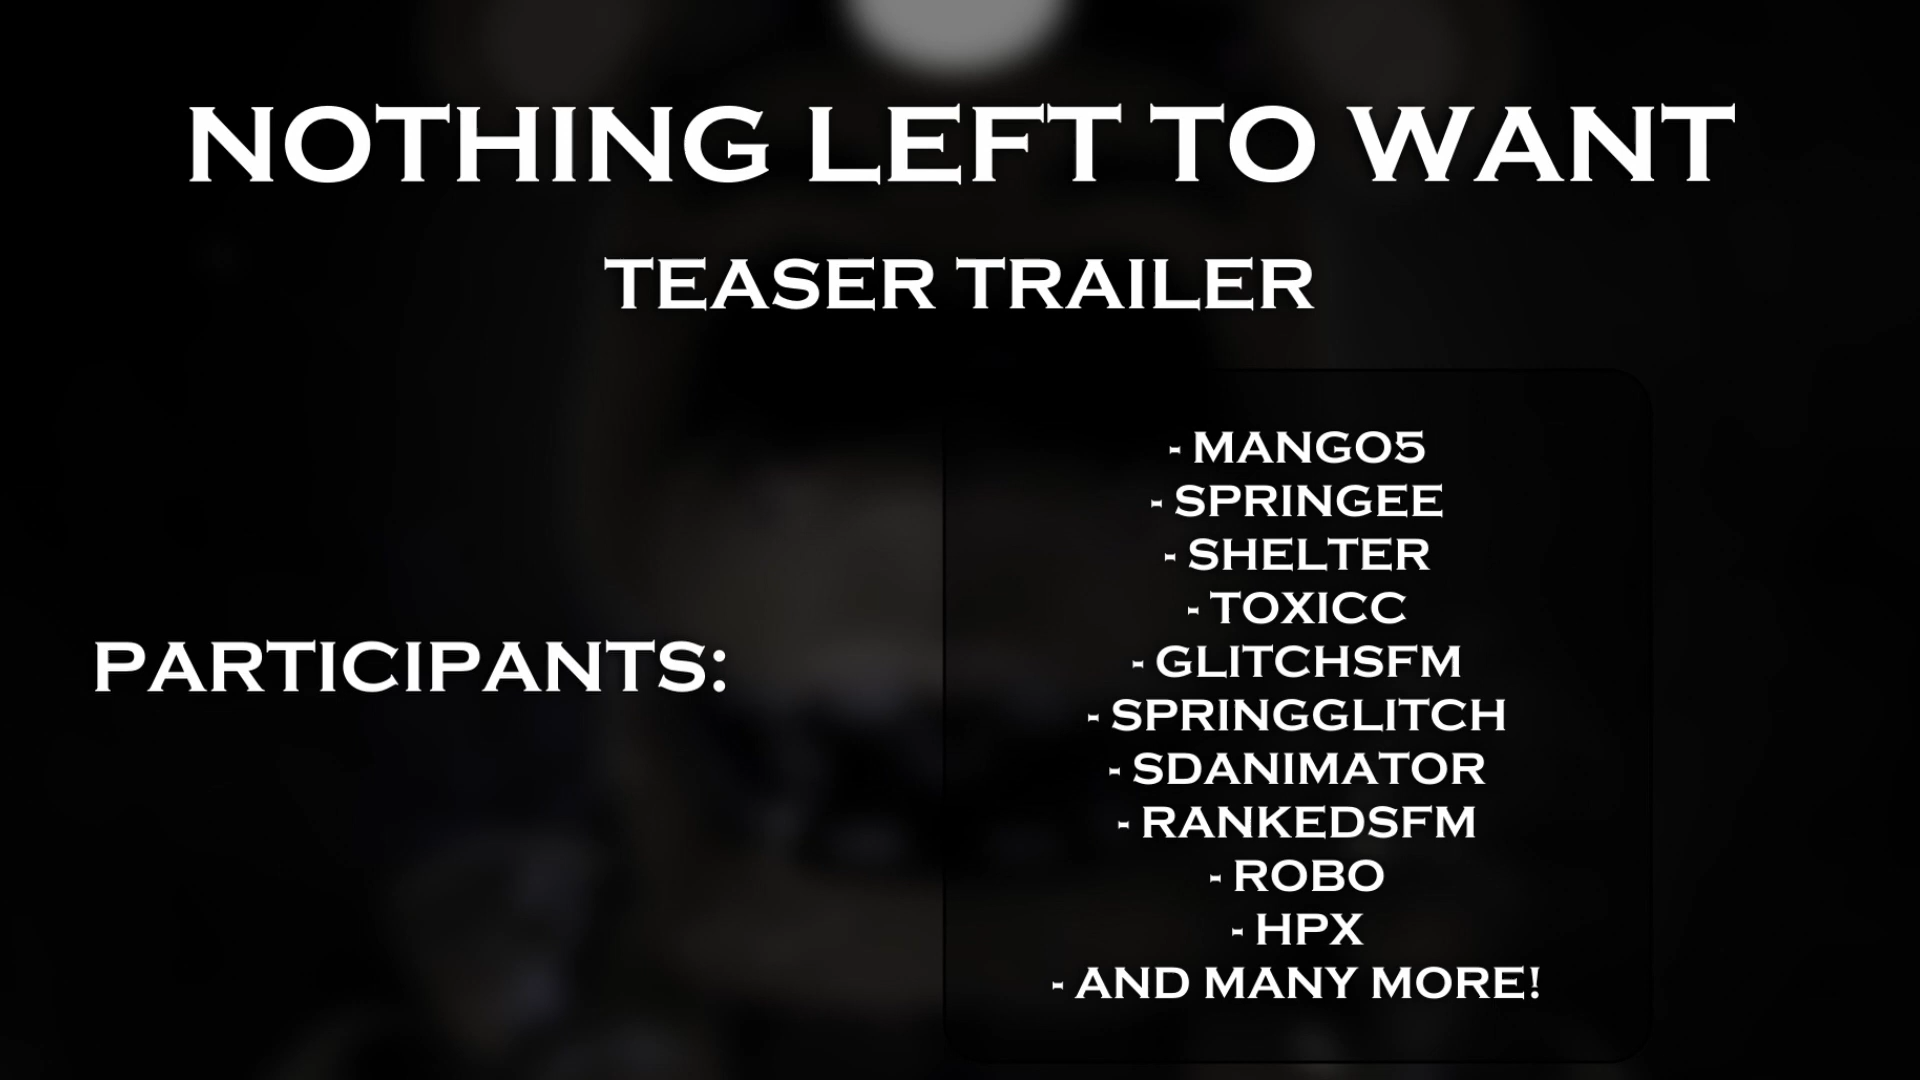 NOTHING LEFT TO WANT
TEASER TRAILER
PARTICIPANTS:
- MANGO5
- SPRINGEE
- SHELTER
- TOXICC
- GLITCHSFM
- SPRINGGLITCH
- SDANIMATOR
- RANKEDSFM
- ROBO
- HPX
- AND MANY MORE!